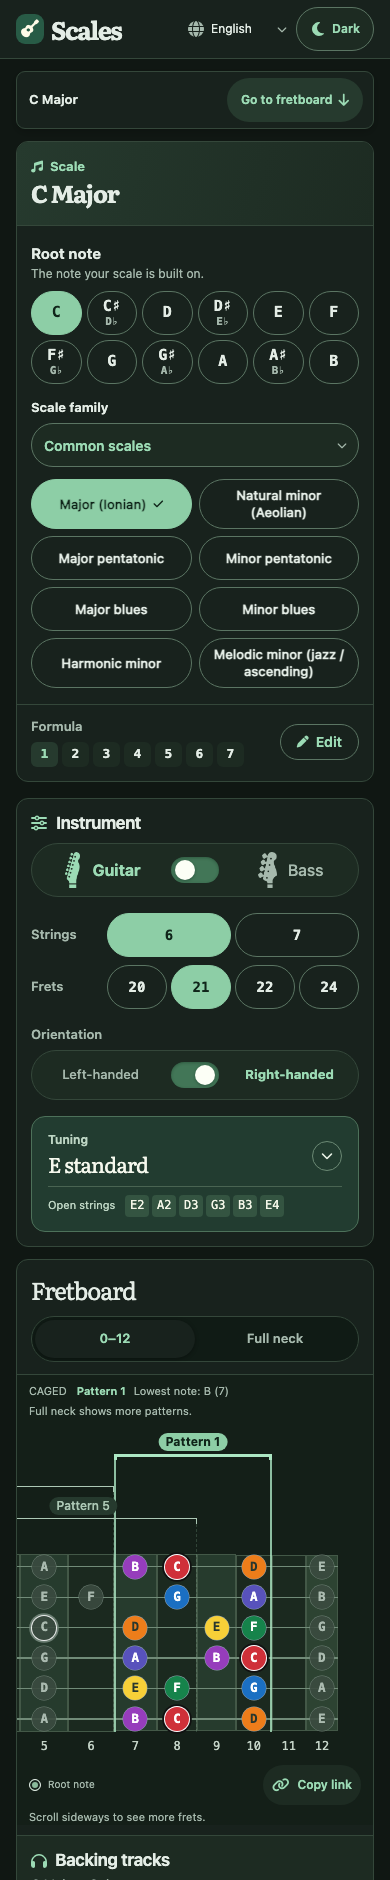 Scales
English
Dark
C Major
Go to fretboard ↓
Scale
C Major
Root note
The note your scale is built on.
C C♯ D D♯ E F
D♭ E♭
F♯ G G♯ A A♯ B
G♭ A♭ B♭
Scale family
Common scales
Major (Ionian) ✓
Natural minor
(Aeolian)
Major pentatonic
Minor pentatonic
Major blues
Minor blues
Harmonic minor
Melodic minor (jazz /
ascending)
Formula
1 2 3 4 5 6 7
Edit
Instrument
Guitar
Bass
Strings 6 7
Frets 20 21 22 24
Orientation
Left-handed
Right-handed
Tuning
E standard
Open strings E2 A2 D3 G3 B3 E4
Fretboard
0–12
Full neck
CAGED Pattern 1 Lowest note: B (7)
Full neck shows more patterns.
Pattern 1
Pattern 5
A B C D E
E F G A B
C D E F G
G A B C D
D E F G A
A B C D E
5 6 7 8 9 10 11 12
Root note
Copy link
Scroll sideways to see more frets.
Backing tracks